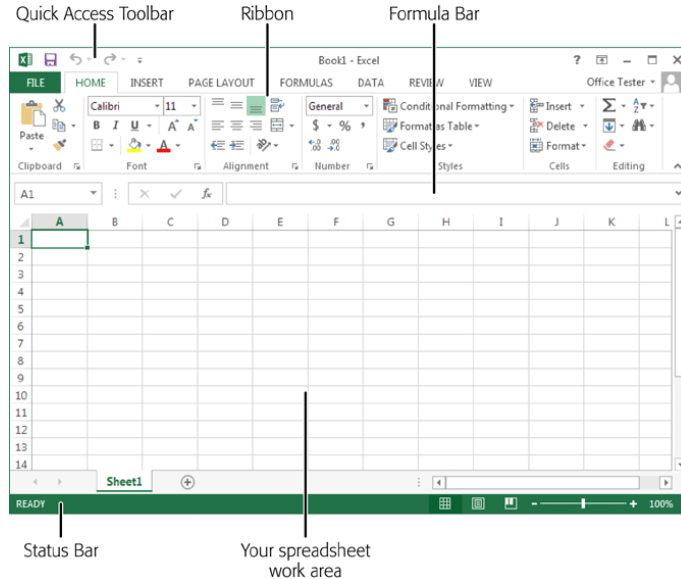 Quick Access Toolbar Ribbon Formula Bar
Book1 - Excel ?
FILE HOME INSERT PAGE LAYOUT FORMULAS DATA REVIEW VIEW Office Tester
Calibri 11 General Conditional Formatting Insert
Paste B I U A A $ % , Format as Table Delete
A Cell Styles Format
Clipboard Font Alignment Number Styles Cells Editing
A1 fx
A B C D E F G H I J K L
1
2
3
4
5
6
7
8
9
10
11
12
13
14
Sheet1
READY 100%
Status Bar Your spreadsheet
work area